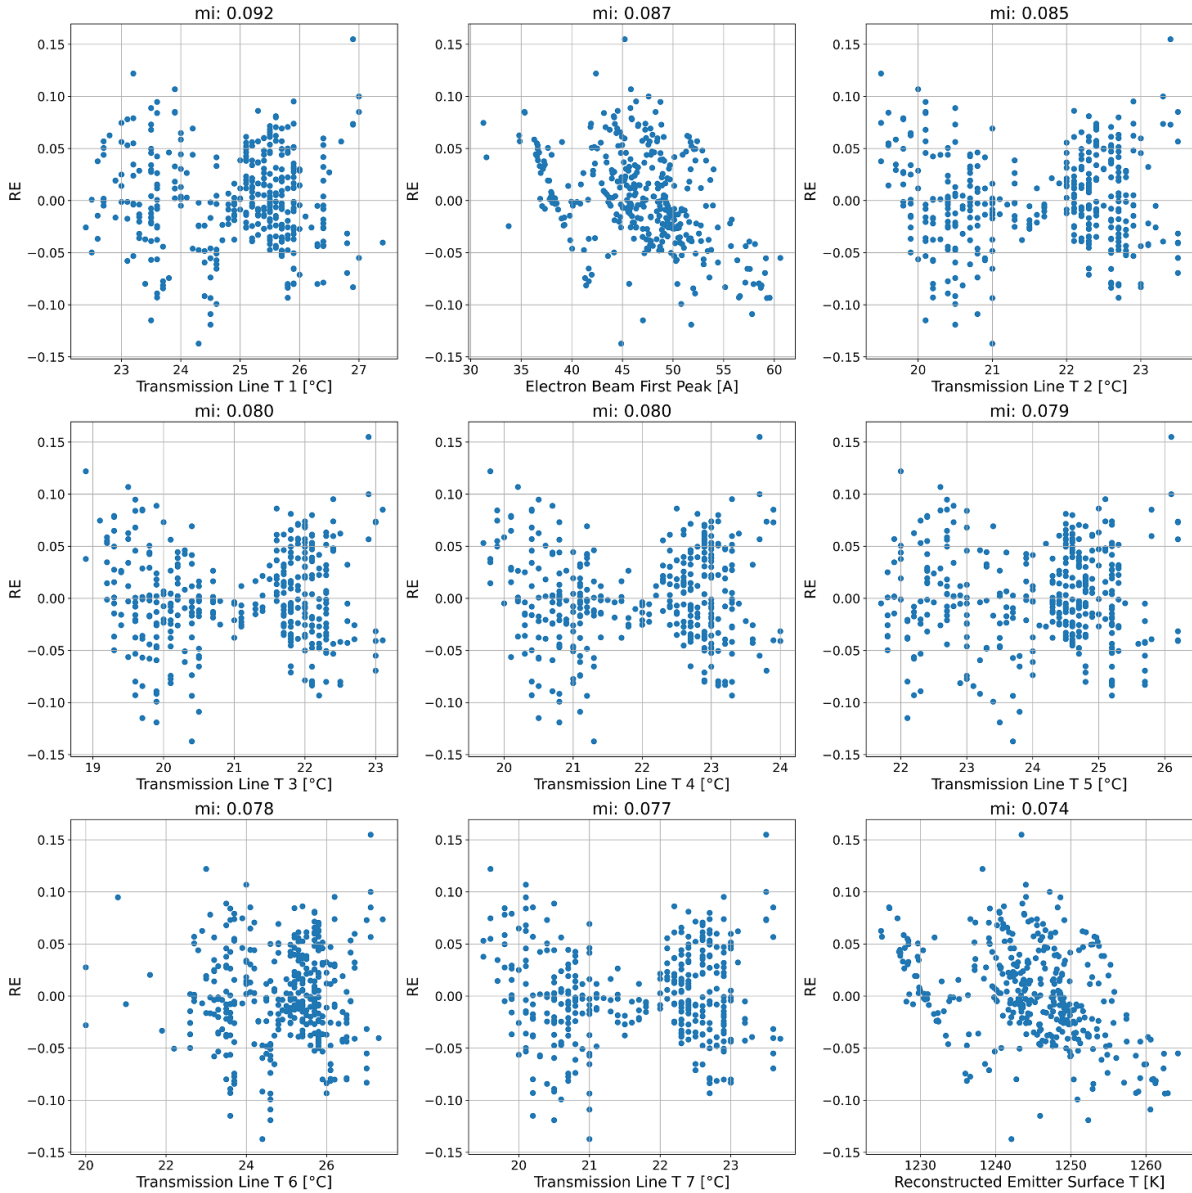 mi: 0.092
0.15
0.10
0.05
0.00
−0.05
−0.10
−0.15
RE
23 24 25 26 27
Transmission Line T 1 [°C]
mi: 0.087
0.15
0.10
0.05
0.00
−0.05
−0.10
−0.15
RE
30 35 40 45 50 55 60
Electron Beam First Peak [A]
mi: 0.085
0.15
0.10
0.05
0.00
−0.05
−0.10
−0.15
RE
20 21 22 23
Transmission Line T 2 [°C]
mi: 0.080
0.15
0.10
0.05
0.00
−0.05
−0.10
−0.15
RE
19 20 21 22 23
Transmission Line T 3 [°C]
mi: 0.080
0.15
0.10
0.05
0.00
−0.05
−0.10
−0.15
RE
20 21 22 23 24
Transmission Line T 4 [°C]
mi: 0.079
0.15
0.10
0.05
0.00
−0.05
−0.10
−0.15
RE
22 23 24 25 26
Transmission Line T 5 [°C]
mi: 0.078
0.15
0.10
0.05
0.00
−0.05
−0.10
−0.15
RE
20 22 24 26
Transmission Line T 6 [°C]
mi: 0.077
0.15
0.10
0.05
0.00
−0.05
−0.10
−0.15
RE
20 21 22 23
Transmission Line T 7 [°C]
mi: 0.074
0.15
0.10
0.05
0.00
−0.05
−0.10
−0.15
RE
1230 1240 1250 1260
Reconstructed Emitter Surface T [K]